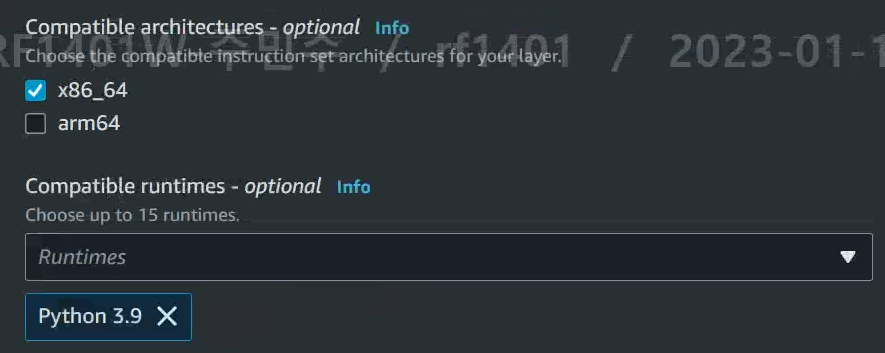 Compatible architectures - optional Info
RF1401W 주민수 / rf1401 / 2023-01-1
Choose the compatible instruction set architectures for your layer.
x86_64
arm64
Compatible runtimes - optional Info
Choose up to 15 runtimes.
Runtimes
Python 3.9